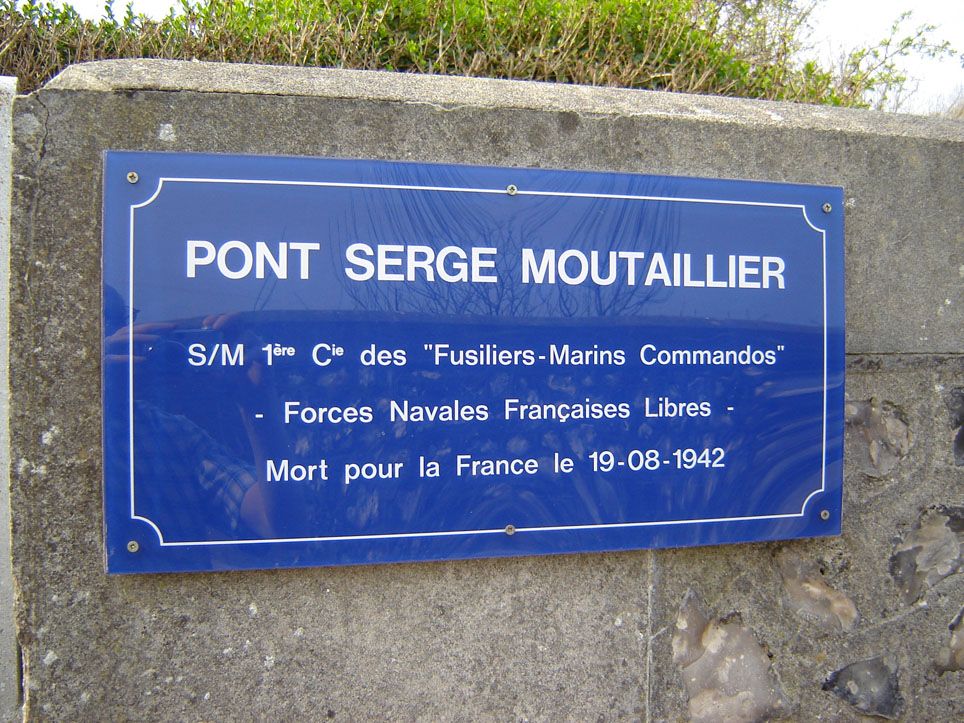 PONT SERGE MOUTAILLIER
S/M 1ère Cie des "Fusiliers-Marins Commandos"
- Forces Navales Françaises Libres -
Mort pour la France le 19-08-1942